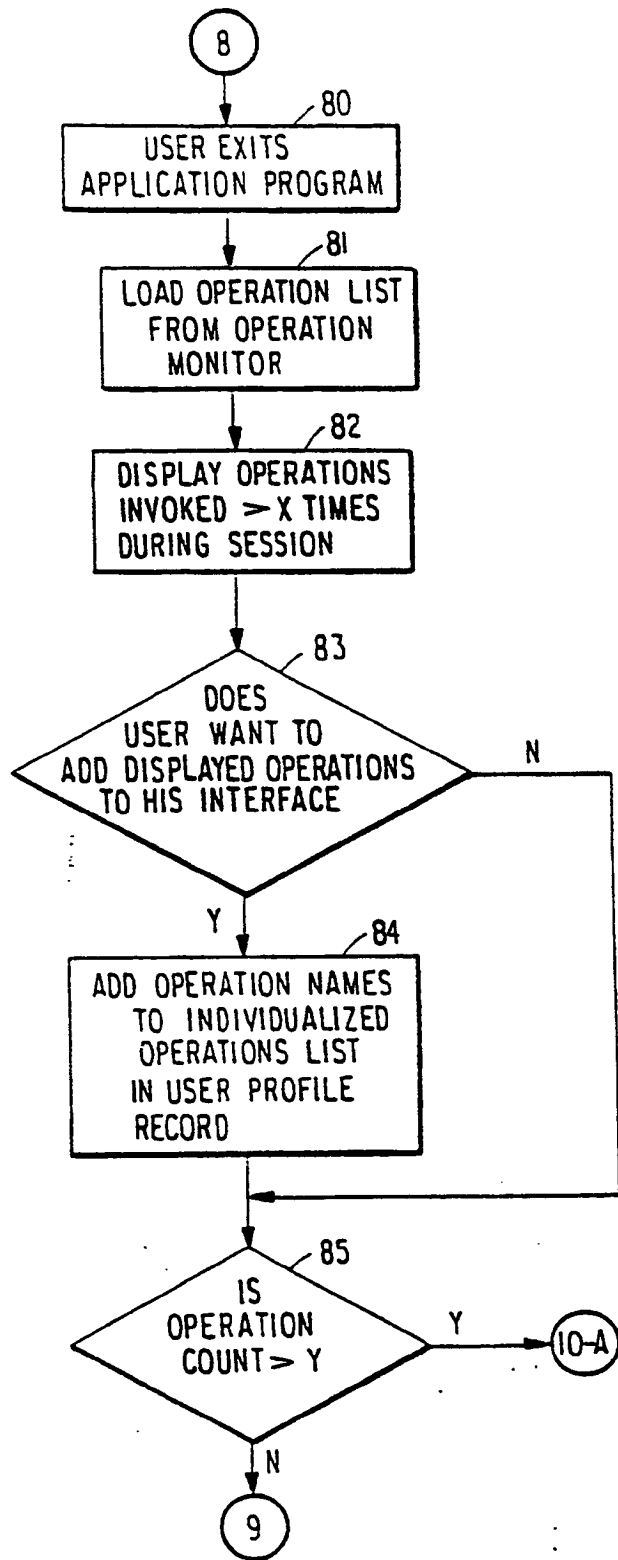 8
80
USER EXITS
APPLICATION PROGRAM
81
LOAD OPERATION LIST
FROM OPERATION
MONITOR
82
DISPLAY OPERATIONS
INVOKED > X TIMES
DURING SESSION
83
DOES
USER WANT TO
ADD DISPLAYED OPERATIONS
TO HIS INTERFACE
N
Y
84
ADD OPERATION NAMES
TO INDIVIDUALIZED
OPERATIONS LIST
IN USER PROFILE
RECORD
85
IS
OPERATION
COUNT > Y
Y
10-A
N
9